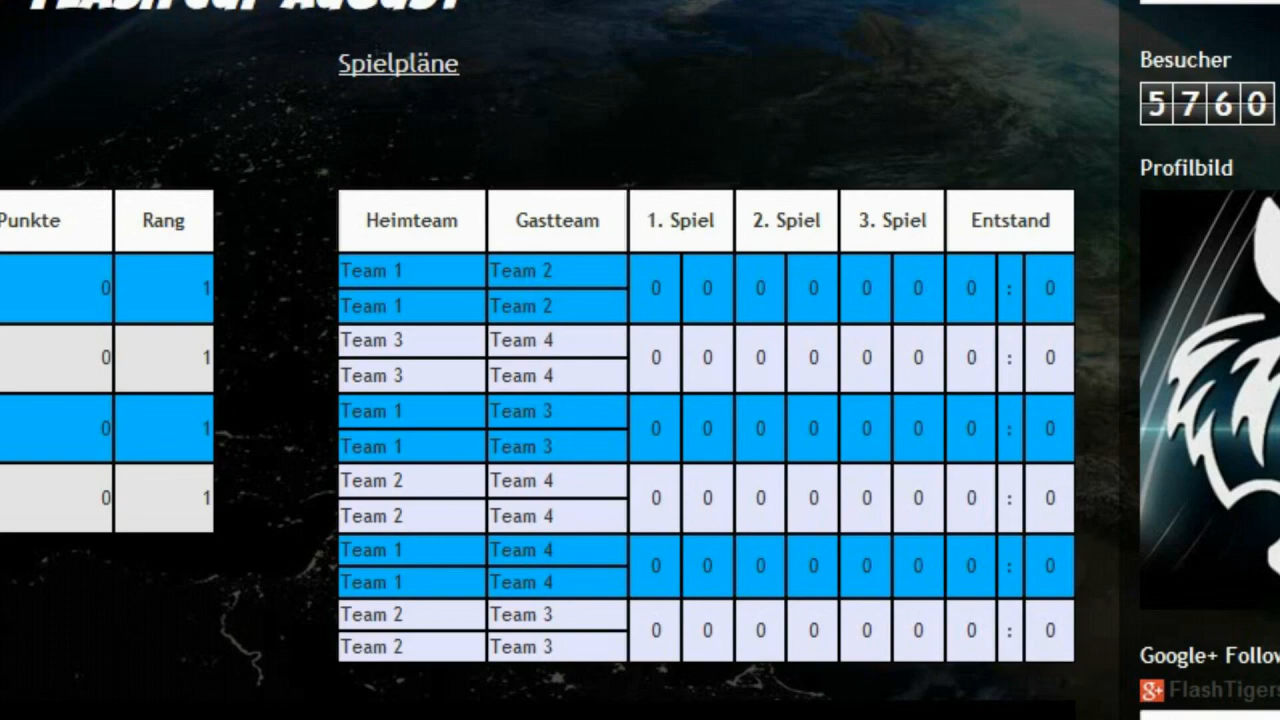 FLASH CUP AUGUST
Spielpläne
Punkte Rang
0 1
0 1
0 1
0 1
Heimteam Gastteam 1. Spiel 2. Spiel 3. Spiel Entstand
Team 1 Team 2 0 0 0 0 0 0 0 : 0
Team 1 Team 2
Team 3 Team 4 0 0 0 0 0 0 0 : 0
Team 3 Team 4
Team 1 Team 3 0 0 0 0 0 0 0 : 0
Team 1 Team 3
Team 2 Team 4 0 0 0 0 0 0 0 : 0
Team 2 Team 4
Team 1 Team 4 0 0 0 0 0 0 0 : 0
Team 1 Team 4
Team 2 Team 3 0 0 0 0 0 0 0 : 0
Team 2 Team 3
Besucher
5760
Profilbild
Google+ Follow
g+ FlashTigers